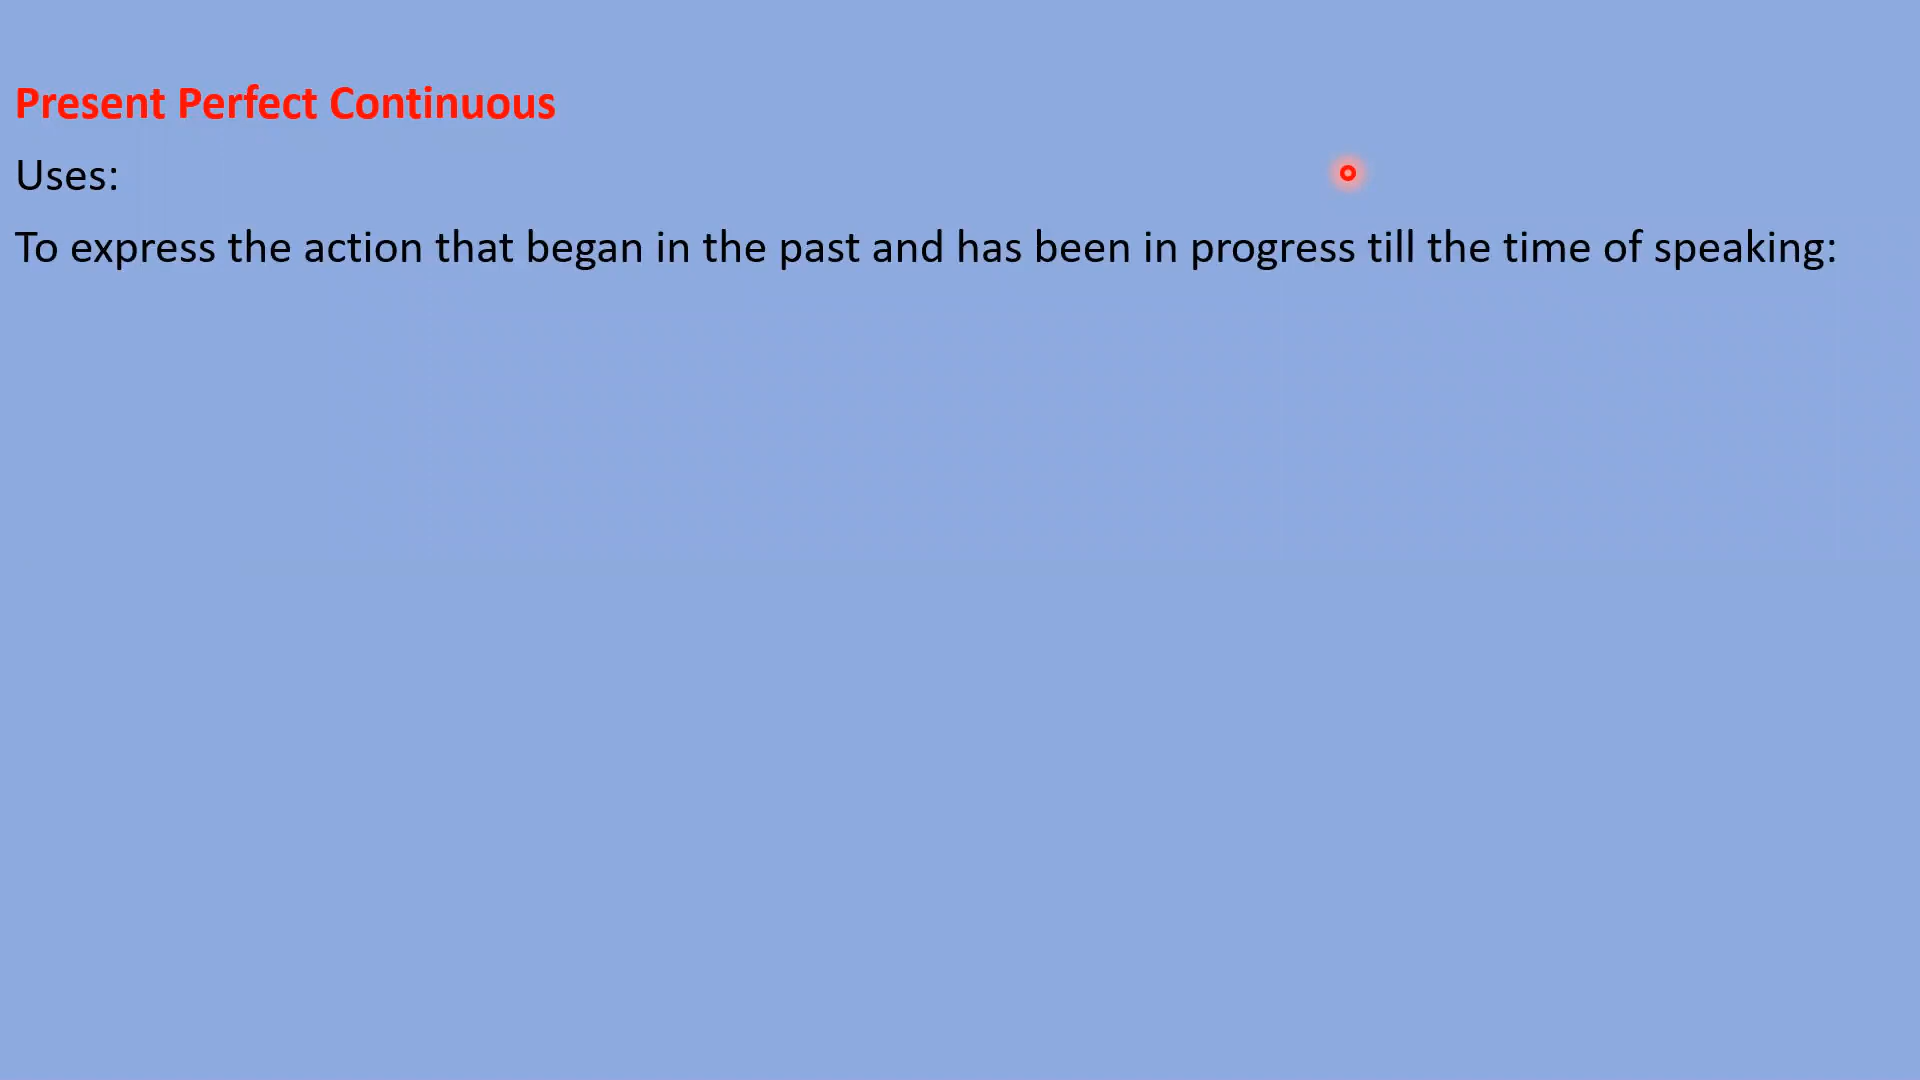 Present Perfect Continuous
Uses:
To express the action that began in the past and has been in progress till the time of speaking: